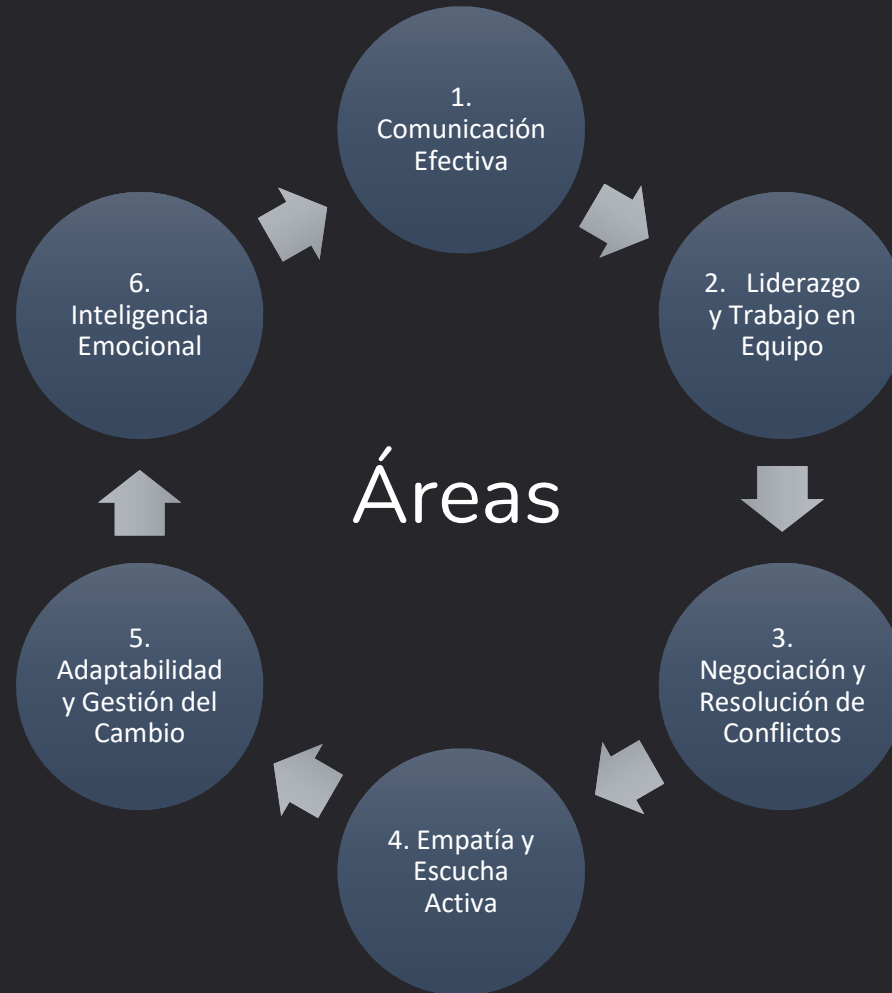 1.
Comunicación
Efectiva
2. Liderazgo
y Trabajo en
Equipo
3.
Negociación y
Resolución de
Conflictos
4. Empatía y
Escucha
Activa
5.
Adaptabilidad
y Gestión del
Cambio
6.
Inteligencia
Emocional
Áreas